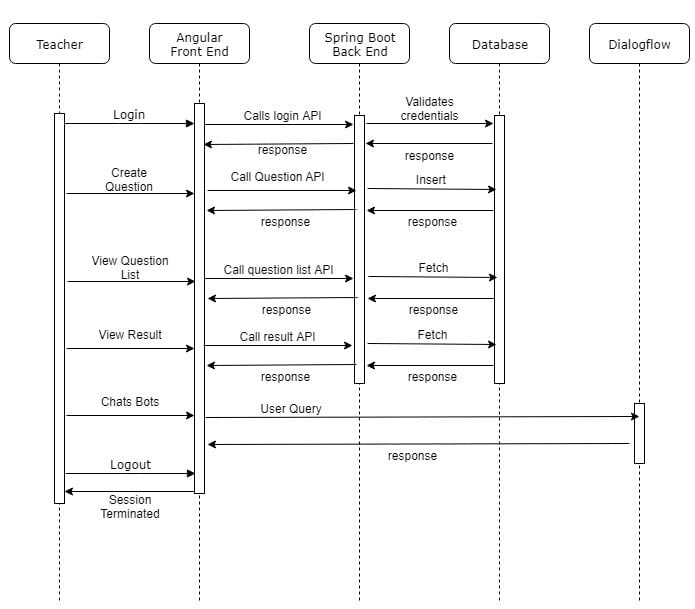 Teacher
Angular
Front End
Spring Boot
Back End
Database
Dialogflow
Login
Calls login API
Validates
credentials
response
response
Create
Question
Call Question API
Insert
response
response
View Question
List
Call question list API
Fetch
response
response
View Result
Call result API
Fetch
response
response
Chats Bots
User Query
response
Logout
Session
Terminated